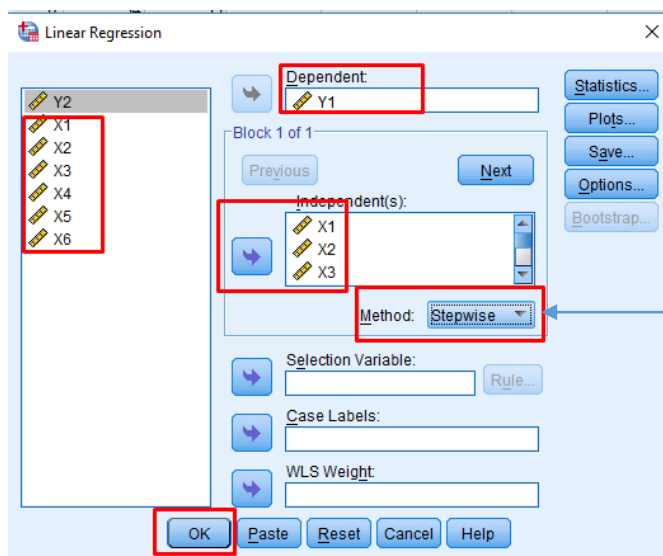 Linear Regression
Y2
X1
X2
X3
X4
X5
X6
Dependent:
Y1
Block 1 of 1
Previous
Next
Independent(s):
X1
X2
X3
Method: Stepwise
Selection Variable:
Rule...
Case Labels:
WLS Weight:
Statistics...
Plots...
Save...
Options...
Bootstrap...
OK Paste Reset Cancel Help